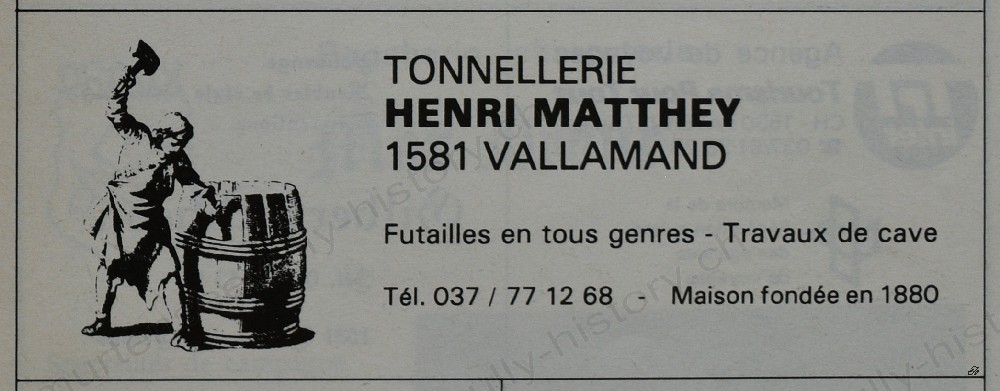 TONNELLERIE
HENRI MATTHEY
1581 VALLAMAND
Futailles en tous genres - Travaux de cave
Tél. 037 / 77 12 68 - Maison fondée en 1880